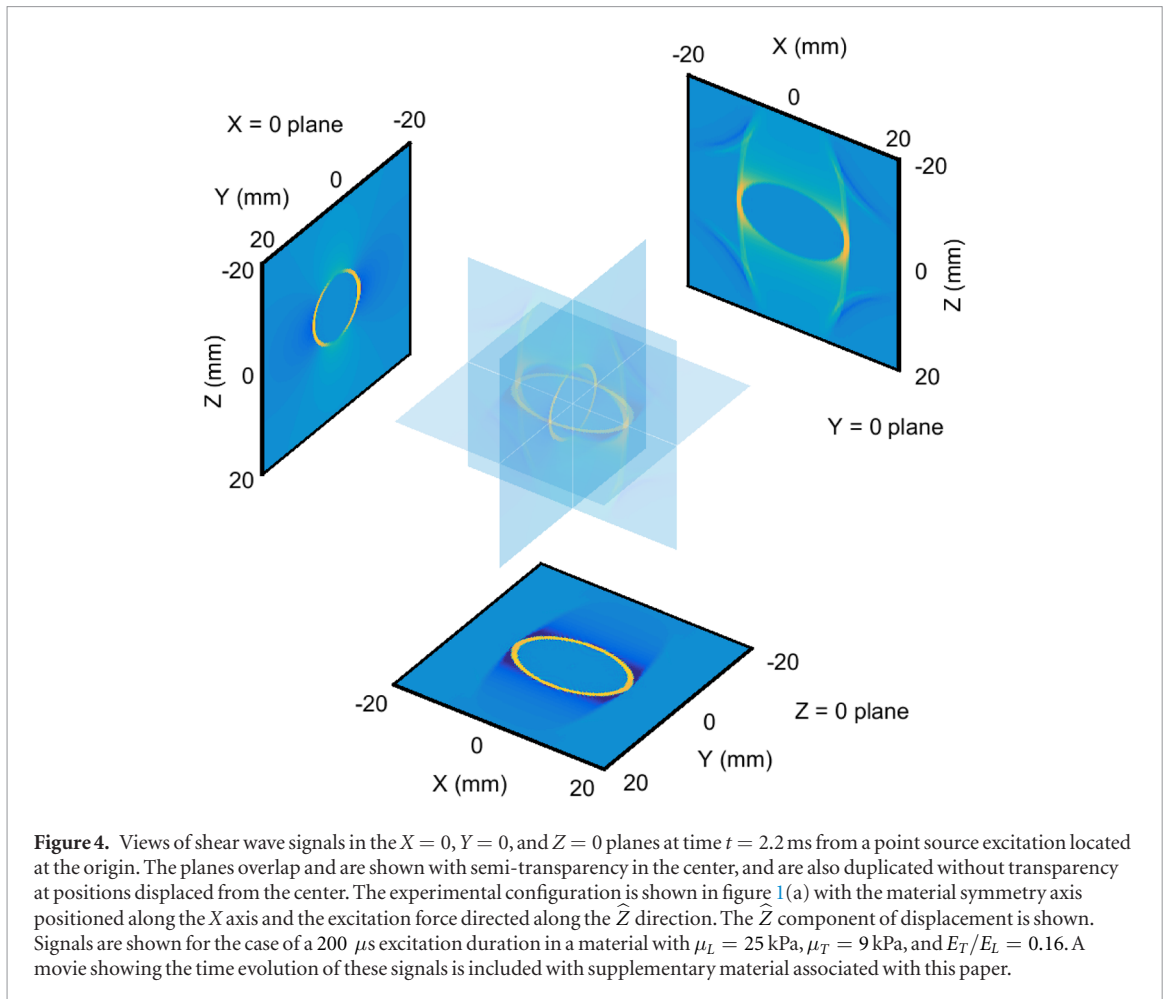 X (mm)
-20
0
20
-20
0
Z (mm)
20
Y = 0 plane
X = 0 plane
-20
0
Y (mm)
20
-20
0
Z (mm)
20
-20
0
X (mm)
20
20
Y (mm)
0
-20
Z = 0 plane
Figure 4. Views of shear wave signals in the X = 0, Y = 0, and Z = 0 planes at time t = 2.2 ms from a point source excitation located
at the origin. The planes overlap and are shown with semi-transparency in the center, and are also duplicated without transparency
at positions displaced from the center. The experimental configuration is shown in figure 1(a) with the material symmetry axis
positioned along the X axis and the excitation force directed along the Ẑ direction. The Ẑ component of displacement is shown.
Signals are shown for the case of a 200 μs excitation duration in a material with μ_L = 25 kPa, μ_T = 9 kPa, and E_T/E_L = 0.16. A
movie showing the time evolution of these signals is included with supplementary material associated with this paper.